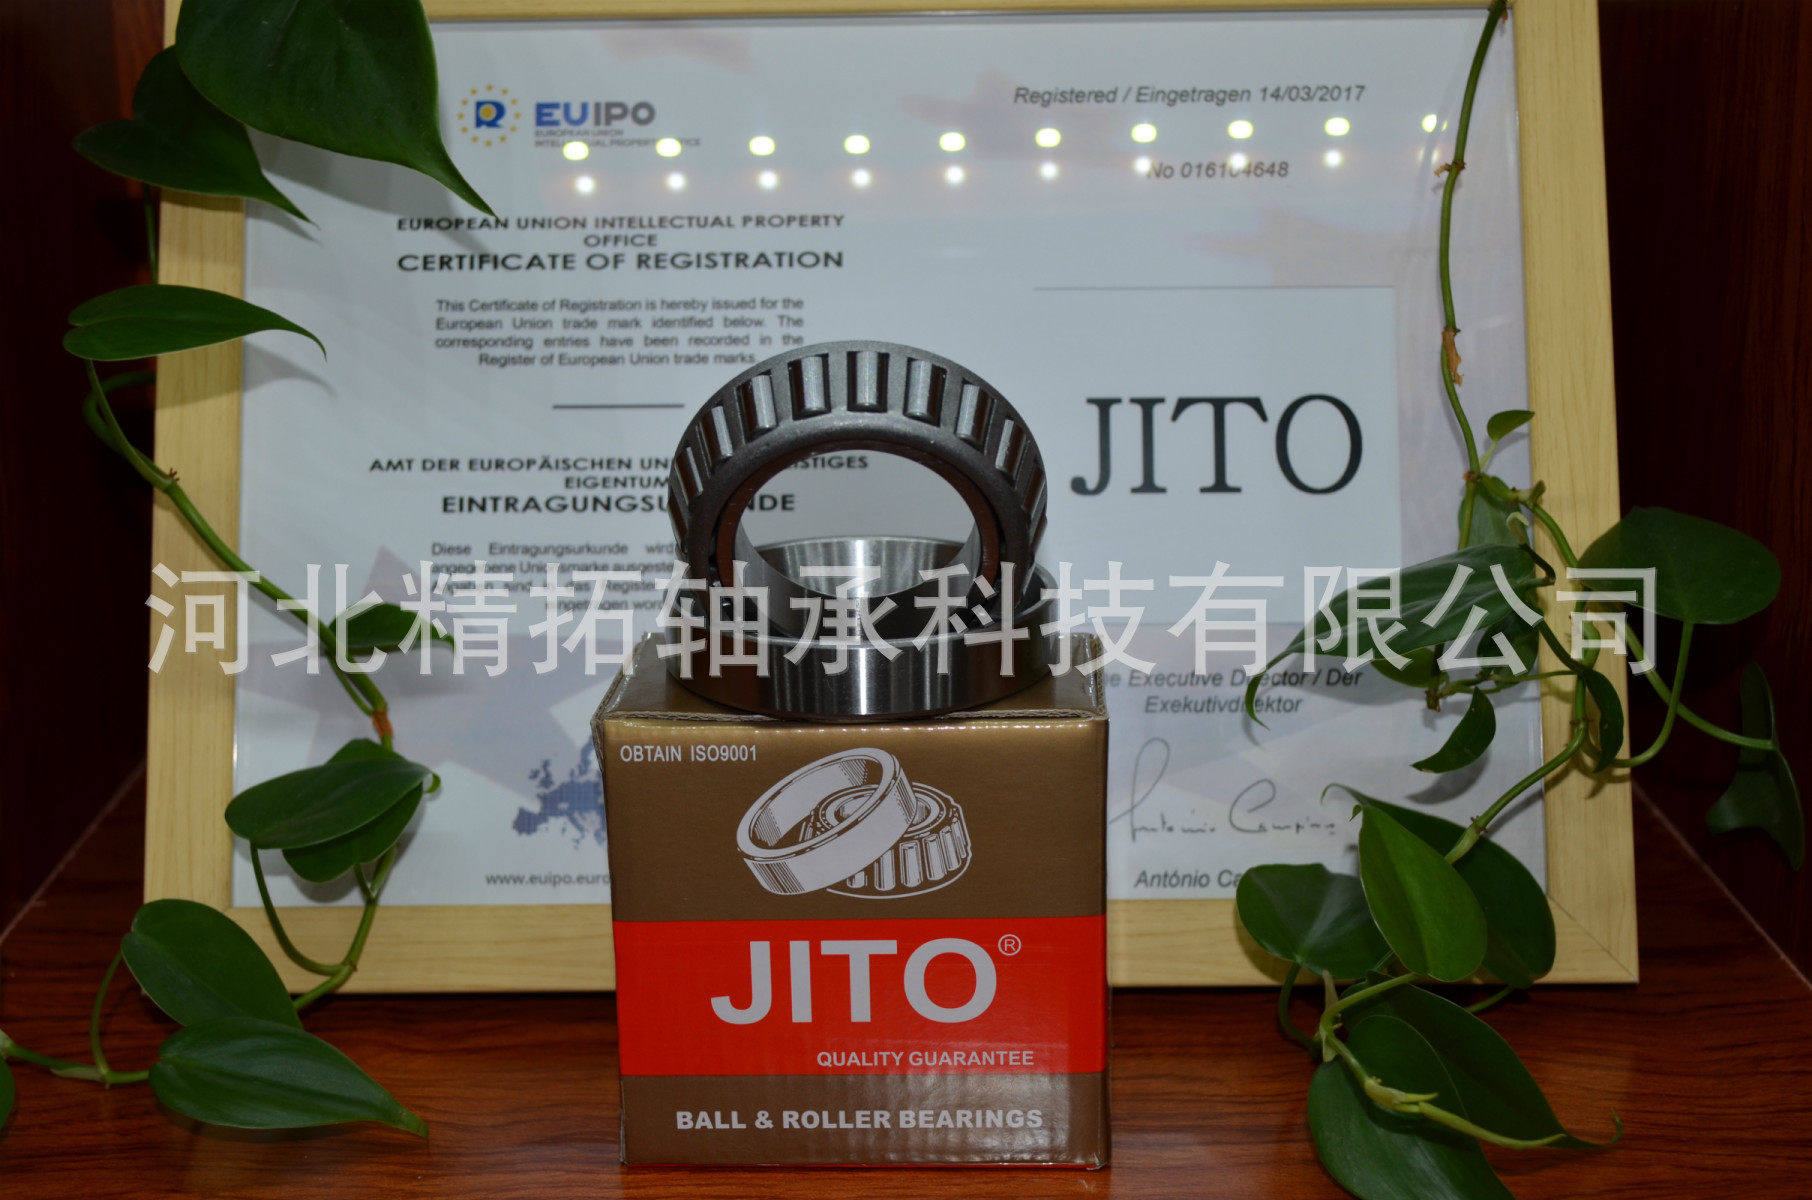 EUIPO
EUROPEAN UNION
Registered / Eingetragen 14/03/2017
EUROPEAN UNION INTELLECTUAL PROPERTY
OFFICE
CERTIFICATE OF REGISTRATION
This Certificate of Registration is hereby issued for the
European Union trade mark identified below. The
corresponding entries have been recorded in the
Register of European Union trade marks.
AMT DER EUROPÄISCHEN
EIGENTUM
Diese Eintragungsurkunde wird
JITO
河北精拓轴承科技有限公司
Executive Director / Der
Exekutivdirektor
António
www.euipo.euro
OBTAIN ISO9001
JITO®
QUALITY GUARANTEE
BALL & ROLLER BEARINGS